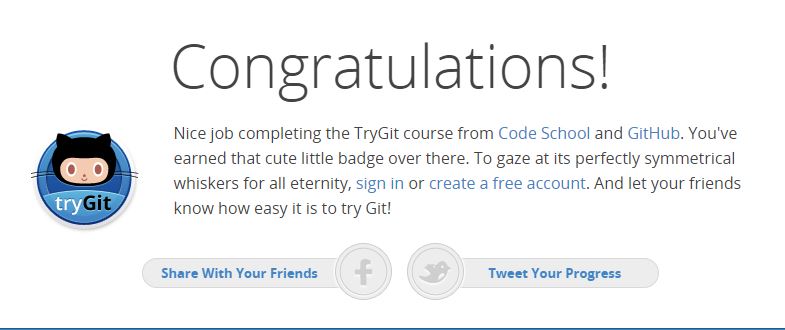 Congratulations!
Nice job completing the TryGit course from Code School and GitHub. You've
earned that cute little badge over there. To gaze at its perfectly symmetrical
whiskers for all eternity, sign in or create a free account. And let your friends
know how easy it is to try Git!
tryGit
Share With Your Friends
f
Tweet Your Progress